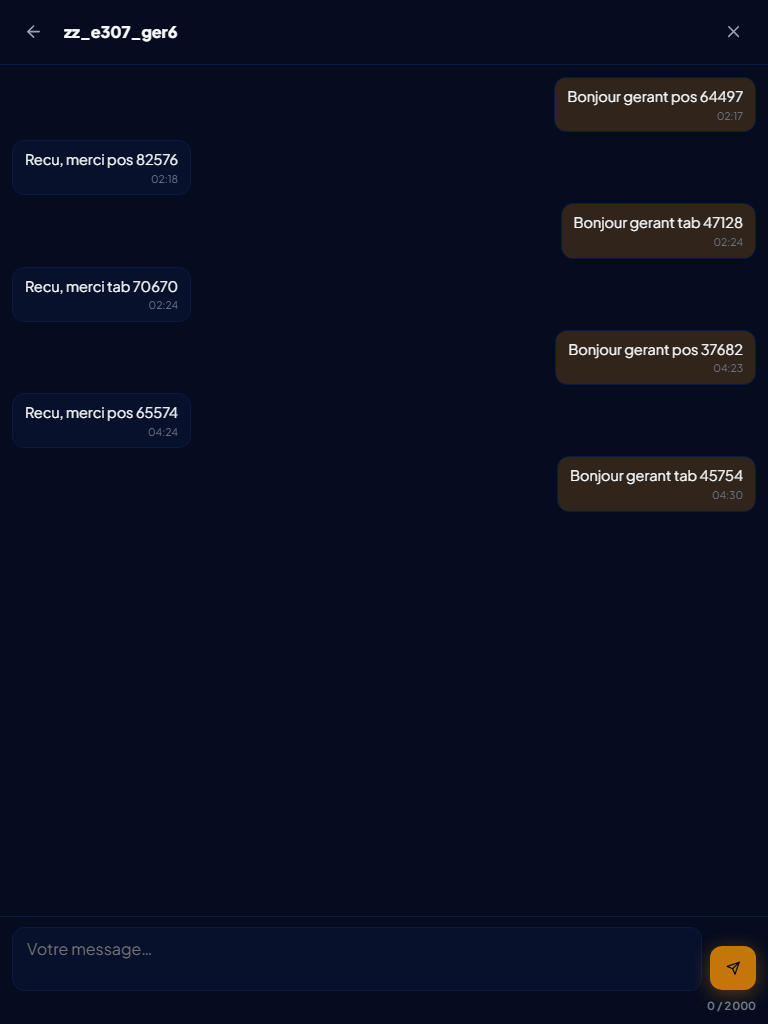 zz_e307_ger6
Bonjour gerant pos 64497
02:17
Recu, merci pos 82576
02:18
Bonjour gerant tab 47128
02:24
Recu, merci tab 70670
02:24
Bonjour gerant pos 37682
04:23
Recu, merci pos 65574
04:24
Bonjour gerant tab 45754
04:30
Votre message...
0 / 2000